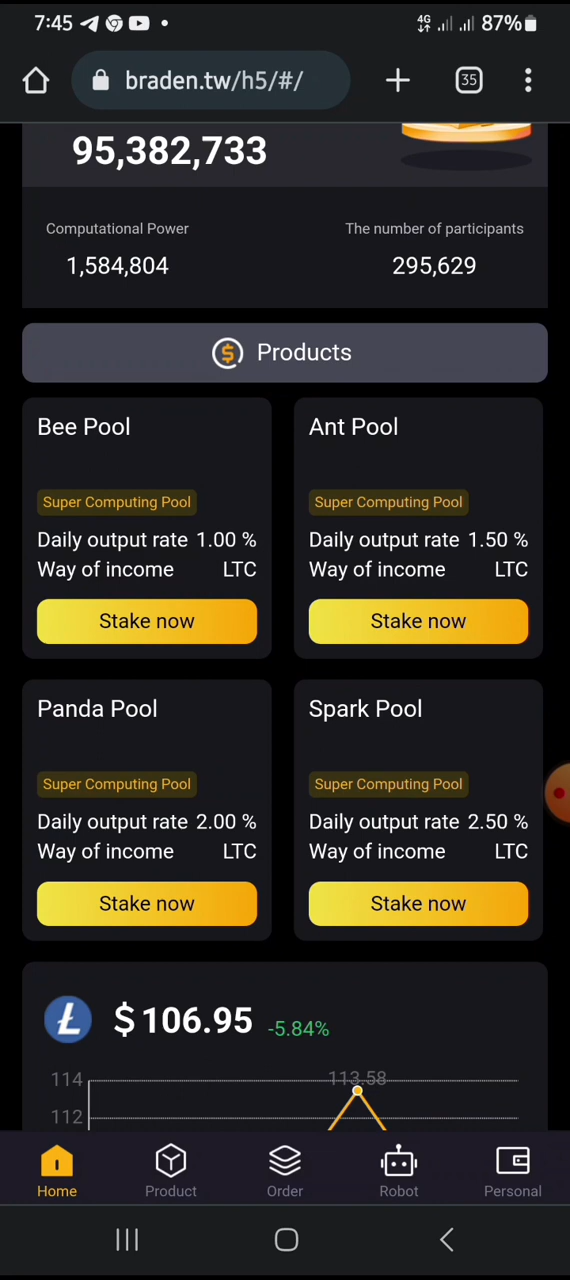 7:45
4G
87%
braden.tw/h5/#/
35
95,382,733
Computational Power
The number of participants
1,584,804
295,629
Products
Bee Pool
Super Computing Pool
Daily output rate 1.00 %
Way of income LTC
Stake now
Ant Pool
Super Computing Pool
Daily output rate 1.50 %
Way of income LTC
Stake now
Panda Pool
Super Computing Pool
Daily output rate 2.00 %
Way of income LTC
Stake now
Spark Pool
Super Computing Pool
Daily output rate 2.50 %
Way of income LTC
Stake now
$ 106.95 -5.84%
113.58
114
112
Home
Product
Order
Robot
Personal